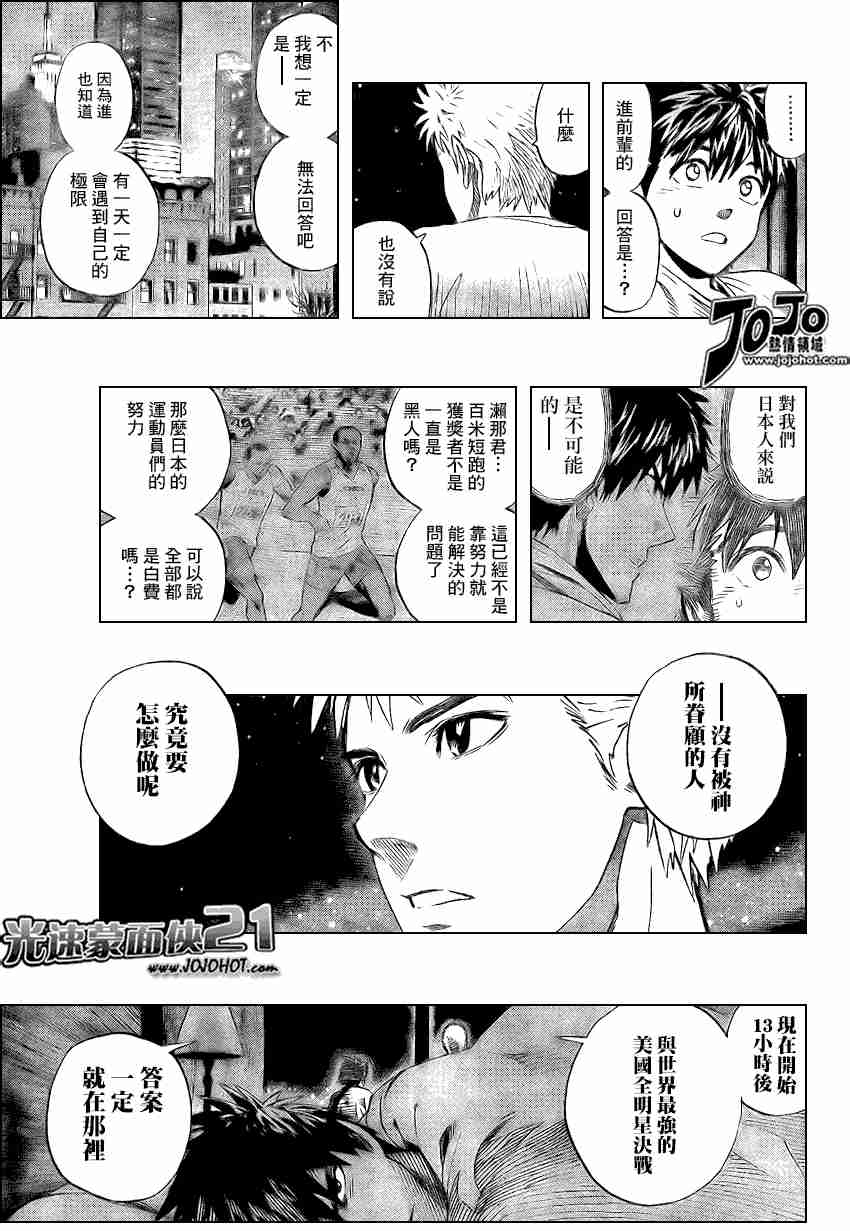 ………
進前輩的
回答是…？
什麼
也沒有說
不
我想一定
是——
無法回答吧
因為進
也知道
有一天一定
會遇到自己的
極限
JOJO
熱情領域
www.jojohot.com
對我們
日本人來說
是不可能
的——
瀨那君…
百米短跑的
獲獎者不是
一直是
黑人嗎？
這已經不是
靠努力就
能解決的
問題了
那麼日本的
運動員們的
努力
可以說
全部都
是白費
嗎…？
——沒有被神
所眷顧的人
究竟要
怎麼做呢
光速蒙面俠21
www.JOJOHOT.com
現在開始
13小時後
與世界最強的
美國全明星決戰
答案
一定
就在那裡